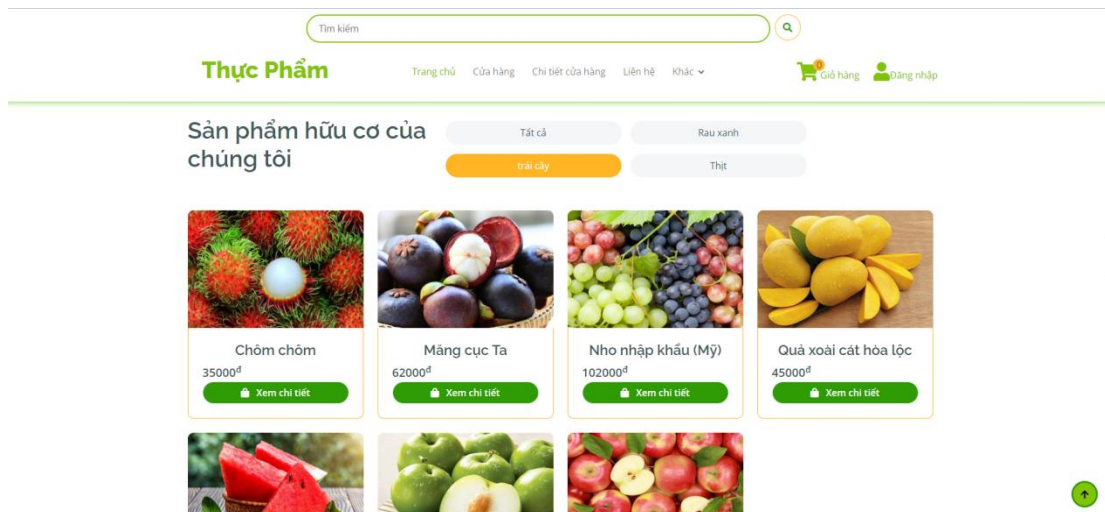 Tìm kiếm
Thực Phẩm
Trang chủ Cửa hàng Chi tiết cửa hàng Liên hệ Khác
0
Giỏ hàng Đăng nhập
Sản phẩm hữu cơ của
chúng tôi
Tất cả Rau xanh
trái cây Thịt
Chôm chôm Măng cục Ta Nho nhập khẩu (Mỹ) Quả xoài cát hòa lộc
35000đ 62000đ 102000đ 45000đ
Xem chi tiết Xem chi tiết Xem chi tiết Xem chi tiết